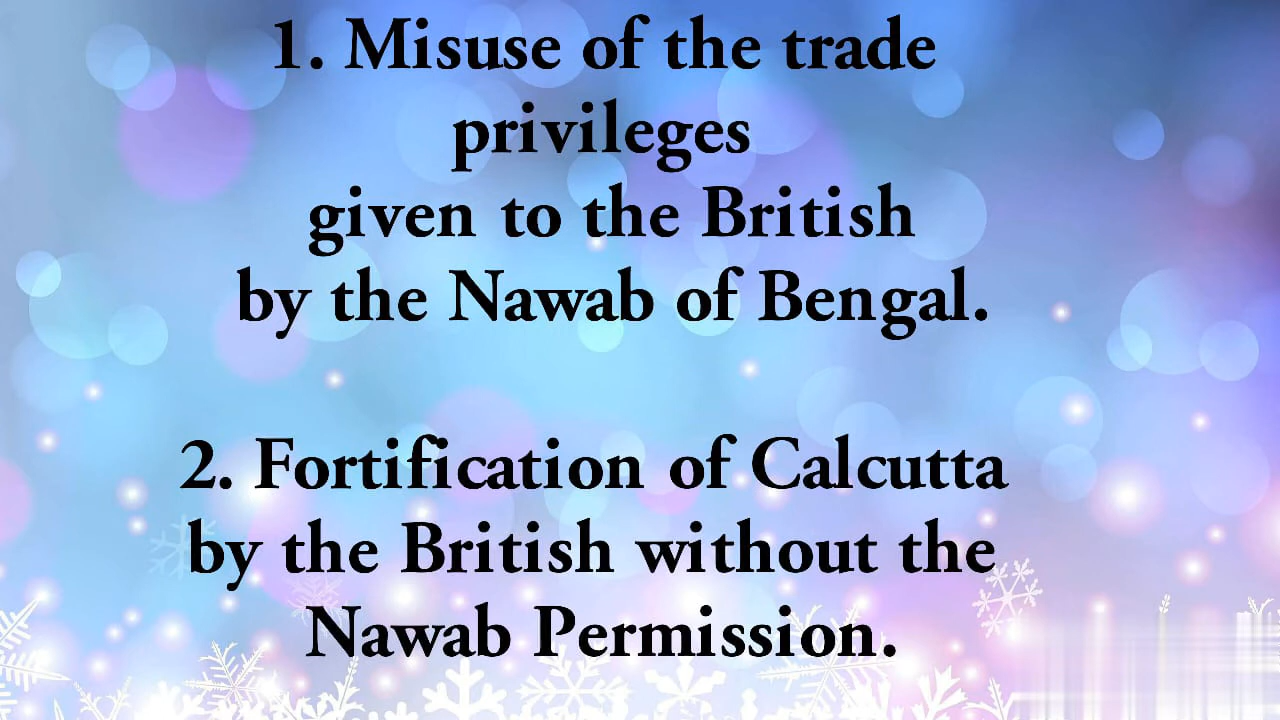 1. Misuse of the trade
privileges
given to the British
by the Nawab of Bengal.
2. Fortification of Calcutta
by the British without the
Nawab Permission.